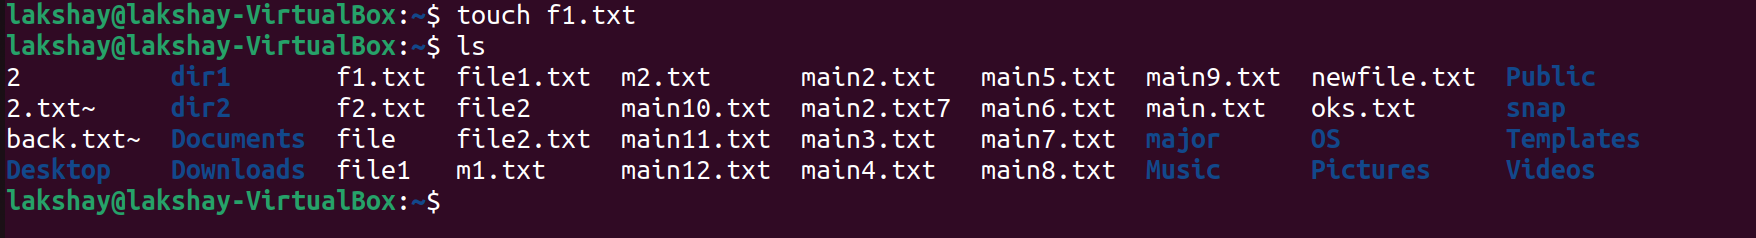 lakshay@lakshay-VirtualBox:~$ touch f1.txt
lakshay@lakshay-VirtualBox:~$ ls
2          dir1       f1.txt  file1.txt  m2.txt      main2.txt   main5.txt  main9.txt  newfile.txt  Public
2.txt~     dir2       f2.txt  file2      main10.txt  main2.txt7  main6.txt  main.txt   oks.txt      snap
back.txt~  Documents  file    file2.txt  main11.txt  main3.txt   main7.txt  major      OS           Templates
Desktop    Downloads  file1   m1.txt     main12.txt  main4.txt   main8.txt  Music      Pictures     Videos
lakshay@lakshay-VirtualBox:~$